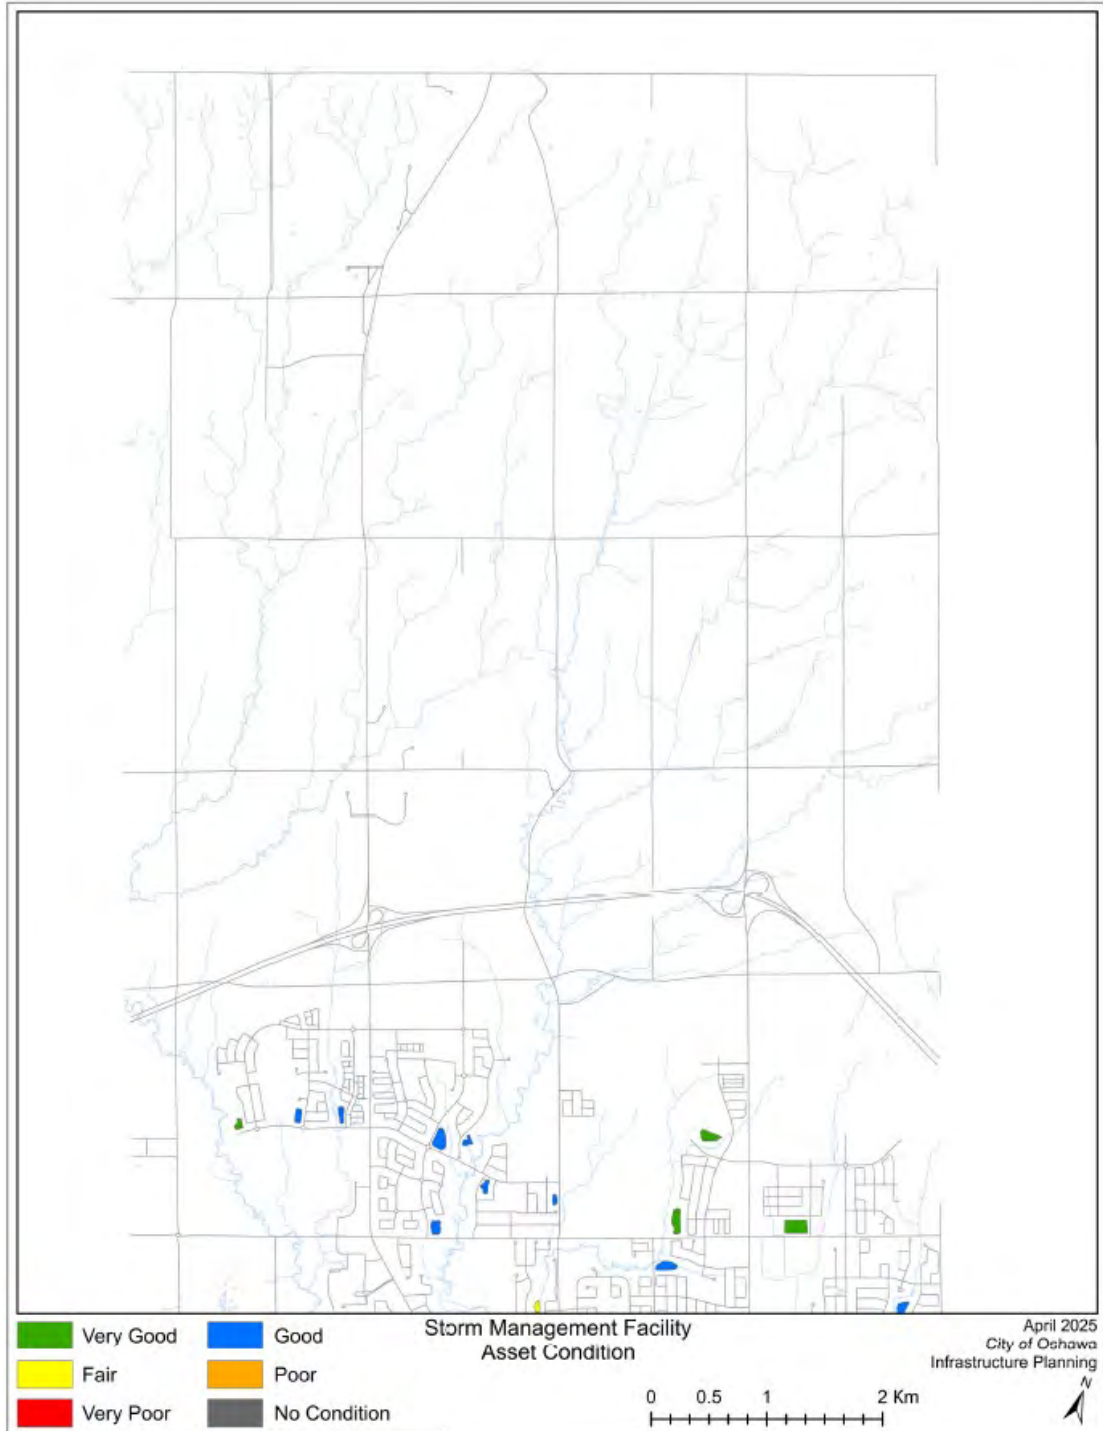 Very Good
Good
Fair
Poor
Very Poor
No Condition
Storm Management Facility
Asset Condition
0 0.5 1 2 Km
April 2025
City of Oshawa
Infrastructure Planning
N